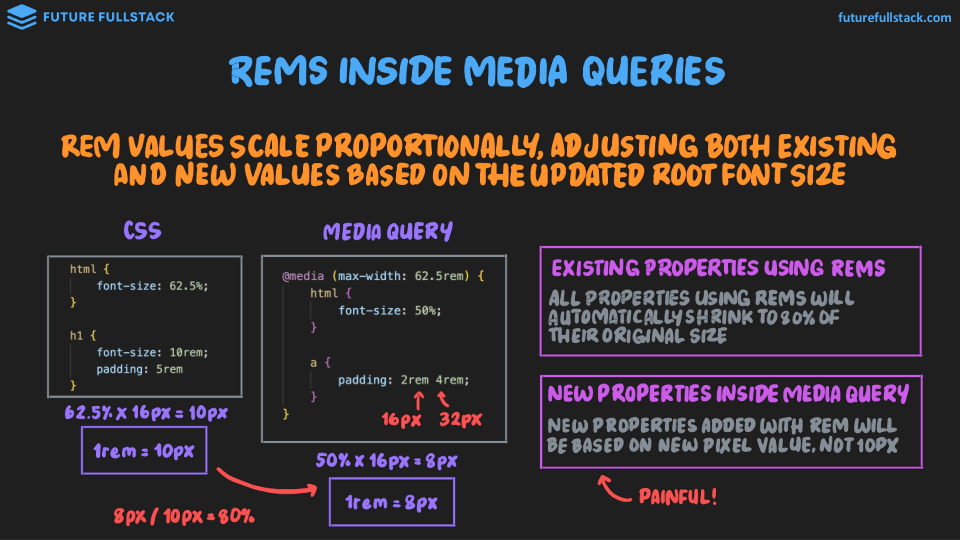 FUTURE FULLSTACK
futurefullstack.com
REMS INSIDE MEDIA QUERIES
REM VALUES SCALE PROPORTIONALLY, ADJUSTING BOTH EXISTING
AND NEW VALUES BASED ON THE UPDATED ROOT FONT SIZE
CSS
html {
font-size: 62.5%;
}
h1 {
font-size: 10rem;
padding: 5rem
}
62.5% x 16px = 10px
1rem = 10px
8px / 10px = 80%
MEDIA QUERY
@media (max-width: 62.5rem) {
html {
font-size: 50%;
}
a {
padding: 2rem 4rem;
}
}
16px 32px
50% x 16px = 8px
1rem = 8px
EXISTING PROPERTIES USING REMS
ALL PROPERTIES USING REMS WILL
AUTOMATICALLY SHRINK TO 80% OF
THEIR ORIGINAL SIZE
NEW PROPERTIES INSIDE MEDIA QUERY
NEW PROPERTIES ADDED WITH REM WILL
BE BASED ON NEW PIXEL VALUE, NOT 10PX
PAINFUL!